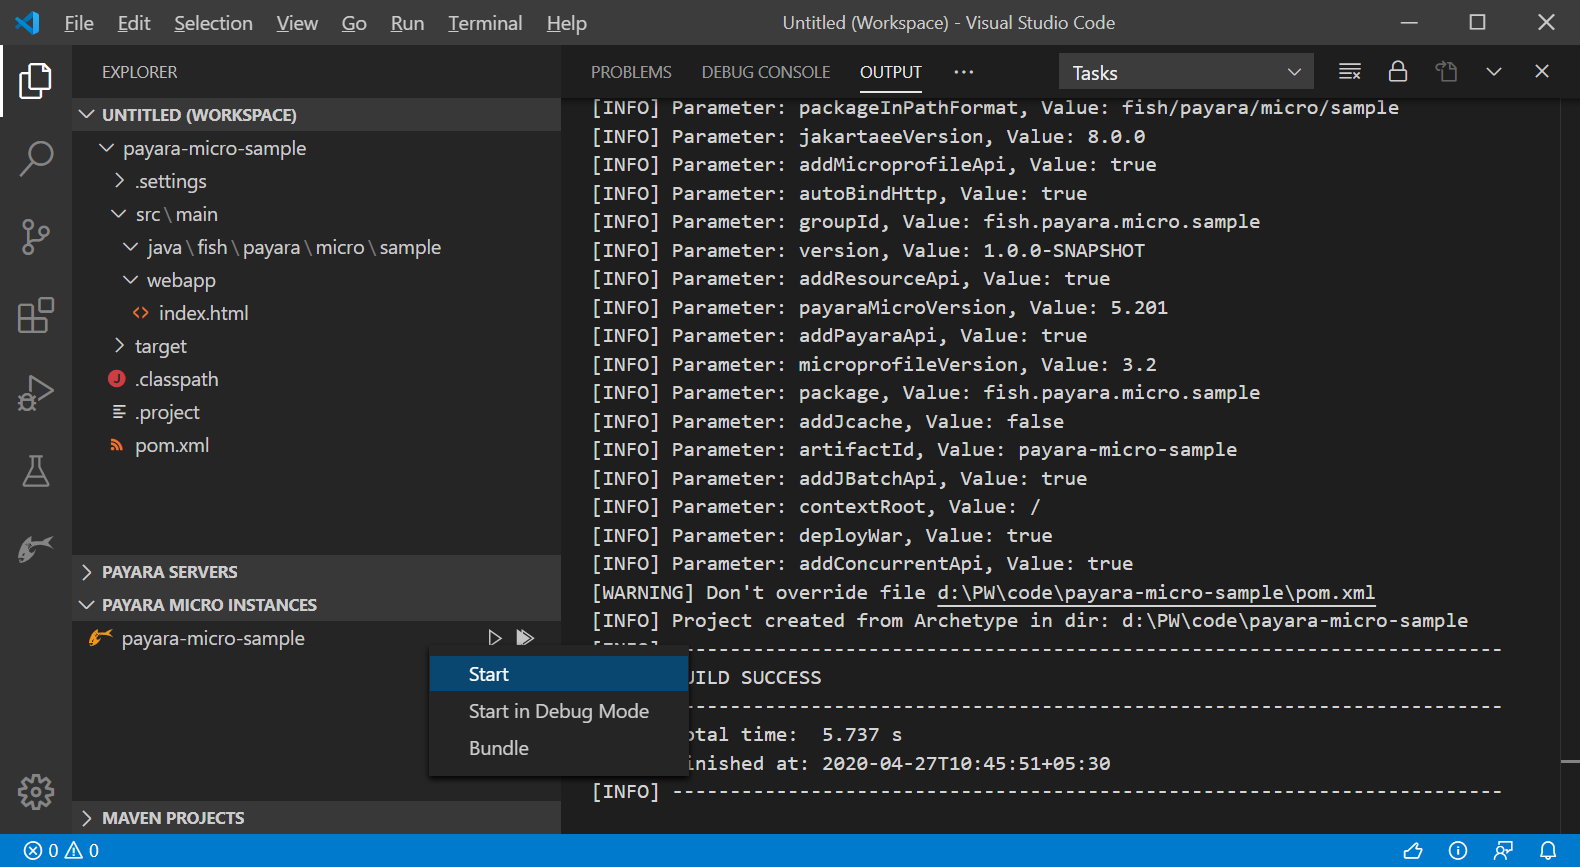 File Edit Selection View Go Run Terminal Help
Untitled (Workspace) - Visual Studio Code
EXPLORER
UNTITLED (WORKSPACE)
payara-micro-sample
.settings
src\main
java\fish\payara\micro\sample
webapp
index.html
target
.classpath
.project
pom.xml
PAYARA SERVERS
PAYARA MICRO INSTANCES
payara-micro-sample
Start
Start in Debug Mode
Bundle
MAVEN PROJECTS
PROBLEMS DEBUG CONSOLE OUTPUT ··· Tasks
[INFO] Parameter: packageInPathFormat, Value: fish/payara/micro/sample
[INFO] Parameter: jakartaeeVersion, Value: 8.0.0
[INFO] Parameter: addMicroprofileApi, Value: true
[INFO] Parameter: autoBindHttp, Value: true
[INFO] Parameter: groupId, Value: fish.payara.micro.sample
[INFO] Parameter: version, Value: 1.0.0-SNAPSHOT
[INFO] Parameter: addResourceApi, Value: true
[INFO] Parameter: payaraMicroVersion, Value: 5.201
[INFO] Parameter: addPayaraApi, Value: true
[INFO] Parameter: microprofileVersion, Value: 3.2
[INFO] Parameter: package, Value: fish.payara.micro.sample
[INFO] Parameter: addJcache, Value: false
[INFO] Parameter: artifactId, Value: payara-micro-sample
[INFO] Parameter: addJBatchApi, Value: true
[INFO] Parameter: contextRoot, Value: /
[INFO] Parameter: deployWar, Value: true
[INFO] Parameter: addConcurrentApi, Value: true
[WARNING] Don't override file d:\PW\code\payara-micro-sample\pom.xml
[INFO] Project created from Archetype in dir: d:\PW\code\payara-micro-sample
[INFO] ------------------------------------------------------------------------
UILD SUCCESS
------------------------------------------------------------------------
otal time: 5.737 s
inished at: 2020-04-27T10:45:51+05:30
[INFO] ------------------------------------------------------------------------
0 0